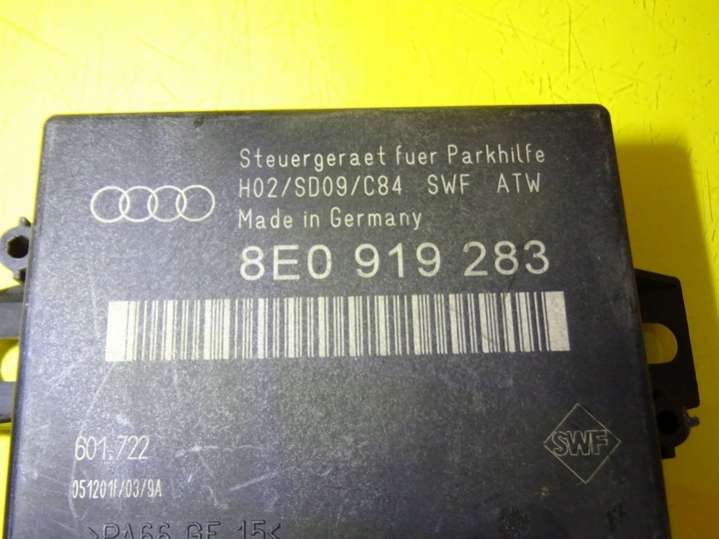 Steuergeraet fuer Parkhilfe
H02/SD09/C84 SWF ATW
Made in Germany
8E0 919 283
601.722
SWF
051201I/03/9A
>PA66 GF 15<